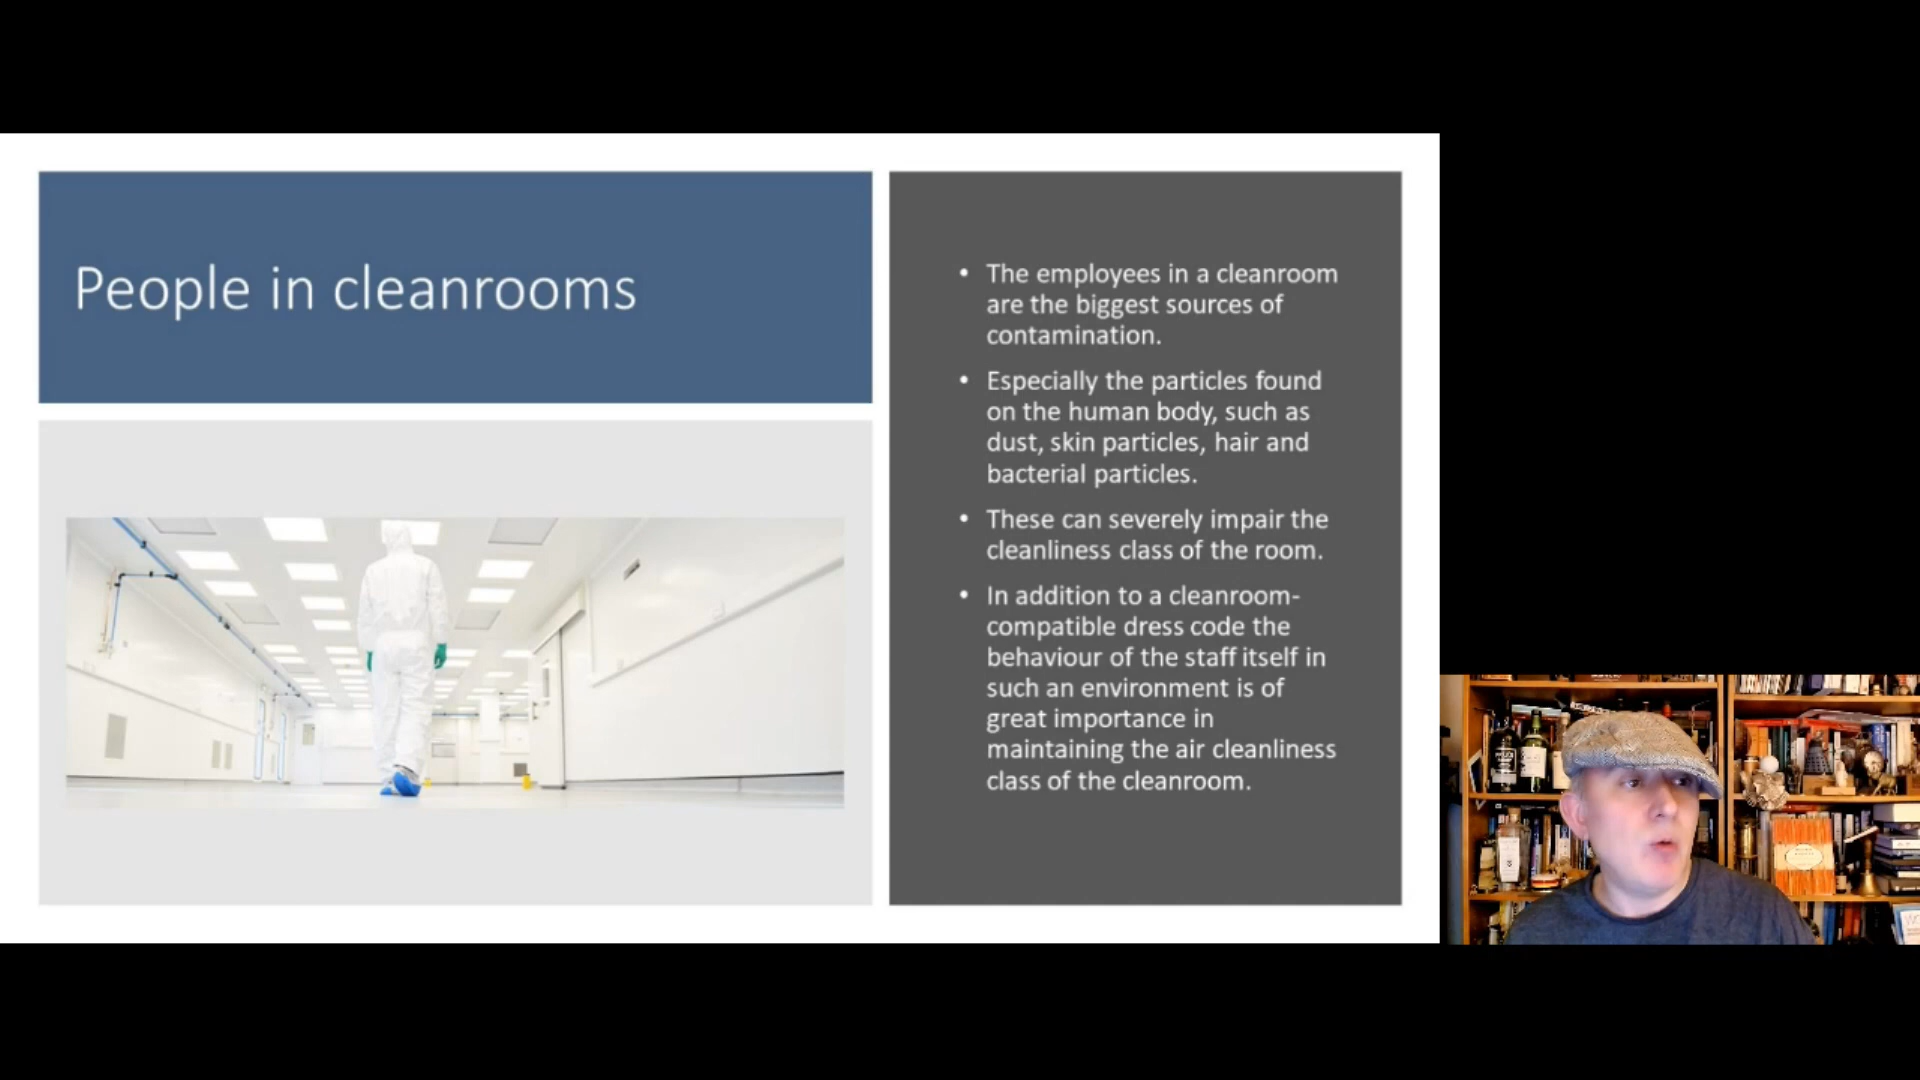 People in cleanrooms
• The employees in a cleanroom
are the biggest sources of
contamination.
• Especially the particles found
on the human body, such as
dust, skin particles, hair and
bacterial particles.
• These can severely impair the
cleanliness class of the room.
• In addition to a cleanroom-
compatible dress code the
behaviour of the staff itself in
such an environment is of
great importance in
maintaining the air cleanliness
class of the cleanroom.